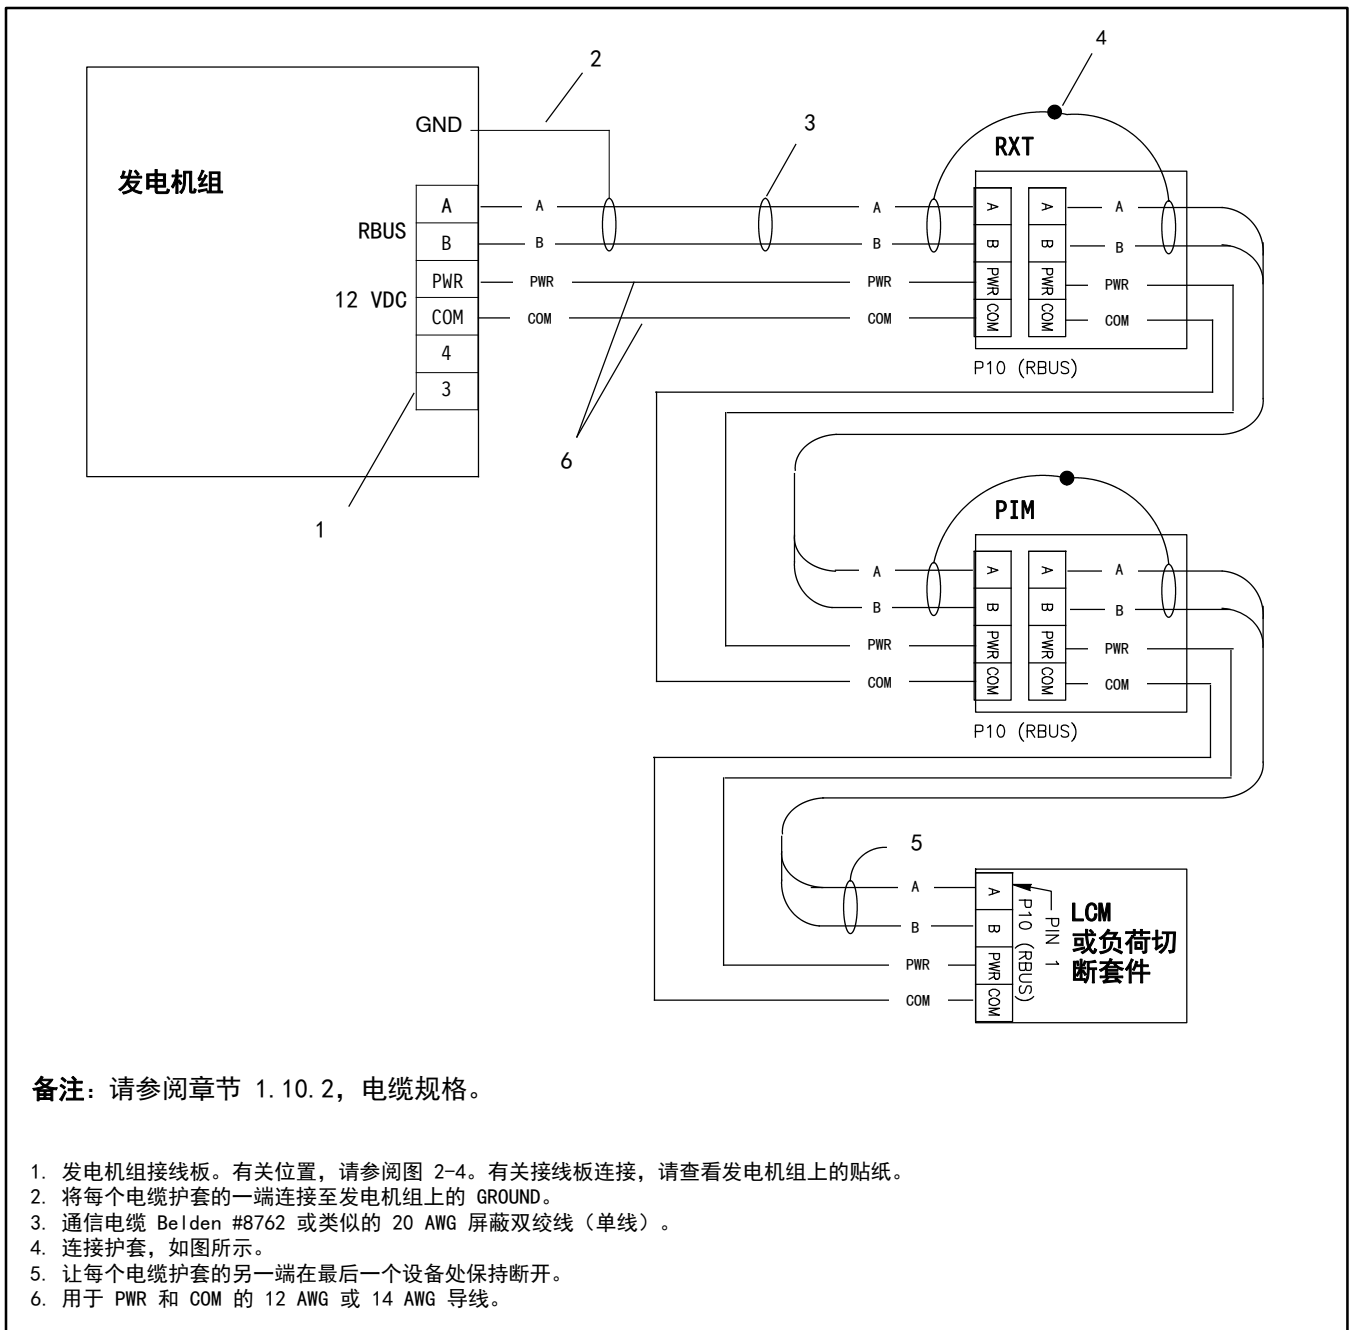 4
2
GND
3
RXT
发电机组
A A A A A A
RBUS B B B B B B
PWR PWR PWR PWR PWR PWR
12 VDC
COM COM COM COM COM COM
4
P10 (RBUS)
3
6
1
PIM
A A A A
B B B B
PWR PWR PWR PWR
COM COM COM COM
P10 (RBUS)
5
A A
B B
PWR PWR
COM COM
P10 (RBUS)
PIN 1
LCM
或负荷切
断套件
备注: 请参阅章节 1.10.2, 电缆规格。
1. 发电机组接线板。有关位置, 请参阅图 2-4。有关接线板连接, 请查看发电机组上的贴纸。
2. 将每个电缆护套的一端连接至发电机组上的 GROUND。
3. 通信电缆 Belden #8762 或类似的 20 AWG 屏蔽双绞线（单线）。
4. 连接护套, 如图所示。
5. 让每个电缆护套的另一端在最后一个设备处保持断开。
6. 用于 PWR 和 COM 的 12 AWG 或 14 AWG 导线。